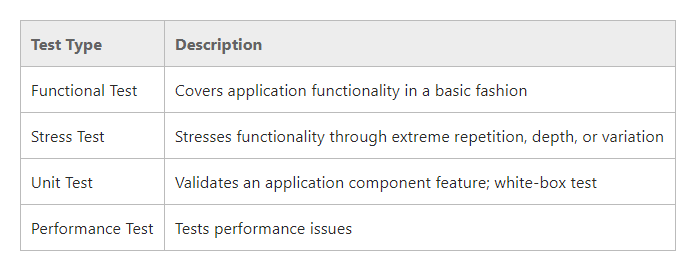 Test Type Description
Functional Test Covers application functionality in a basic fashion
Stress Test Stresses functionality through extreme repetition, depth, or variation
Unit Test Validates an application component feature; white-box test
Performance Test Tests performance issues